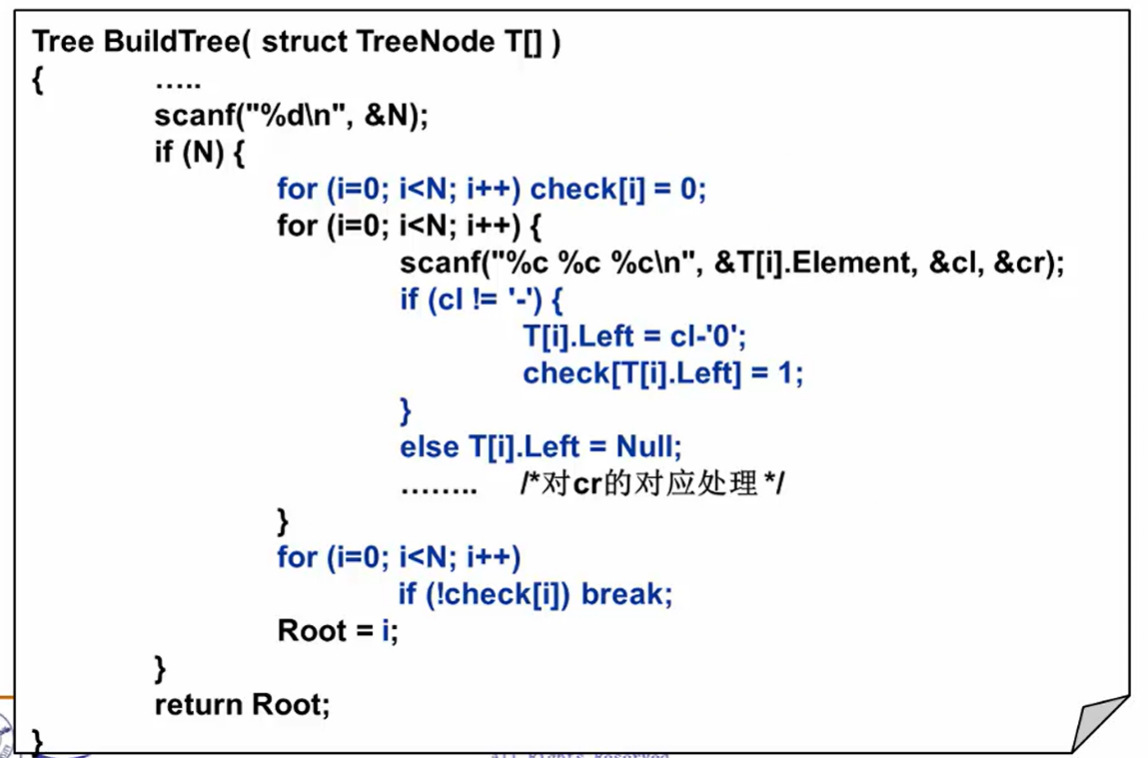 Tree BuildTree( struct TreeNode T[] )
{ …..
scanf("%d\n", &N);
if (N) {
for (i=0; i<N; i++) check[i] = 0;
for (i=0; i<N; i++) {
scanf("%c %c %c\n", &T[i].Element, &cl, &cr);
if (cl != '-') {
T[i].Left = cl-'0';
check[T[i].Left] = 1;
}
else T[i].Left = Null;
…….. /*对cr的对应处理 */
}
for (i=0; i<N; i++)
if (!check[i]) break;
Root = i;
}
return Root;
}
All Rights Reserved